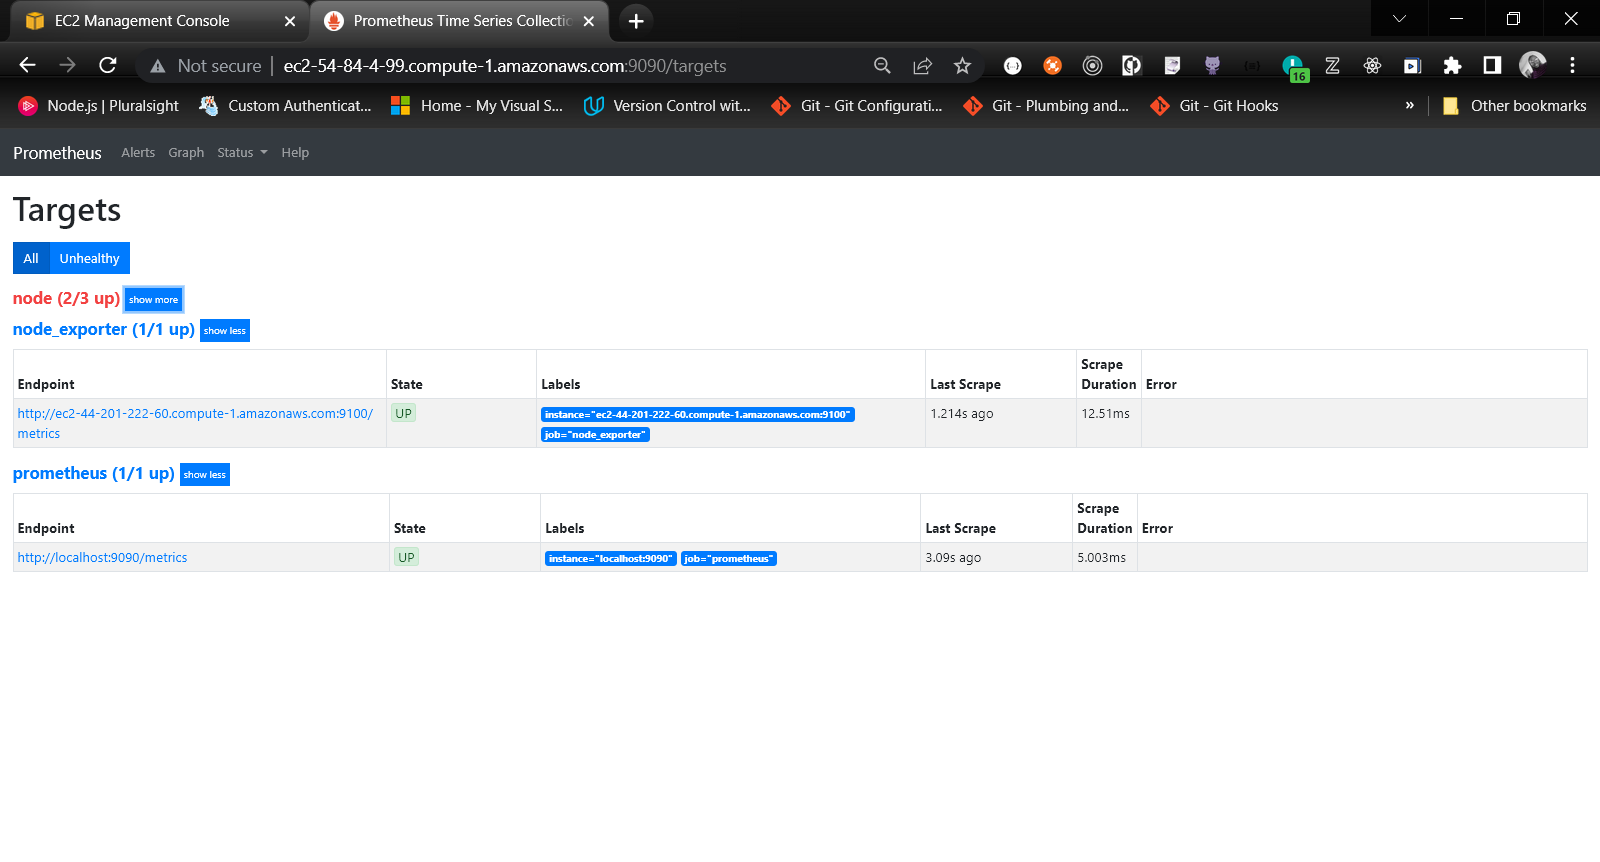 EC2 Management Console
Prometheus Time Series Collectic
Not secure
ec2-54-84-4-99.compute-1.amazonaws.com:9090/targets
16
Node.js | Pluralsight
Custom Authenticat...
Home - My Visual S...
Version Control wit...
Git - Git Configurati...
Git - Plumbing and...
Git - Git Hooks
»
Other bookmarks
Prometheus Alerts Graph Status Help
Targets
All Unhealthy
node (2/3 up) show more
node_exporter (1/1 up) show less
Endpoint State Labels Last Scrape Scrape Duration Error
http://ec2-44-201-222-60.compute-1.amazonaws.com:9100/
metrics
UP
instance="ec2-44-201-222-60.compute-1.amazonaws.com:9100"
job="node_exporter"
1.214s ago
12.51ms
prometheus (1/1 up) show less
Endpoint State Labels Last Scrape Scrape Duration Error
http://localhost:9090/metrics UP instance="localhost:9090" job="prometheus" 3.09s ago 5.003ms